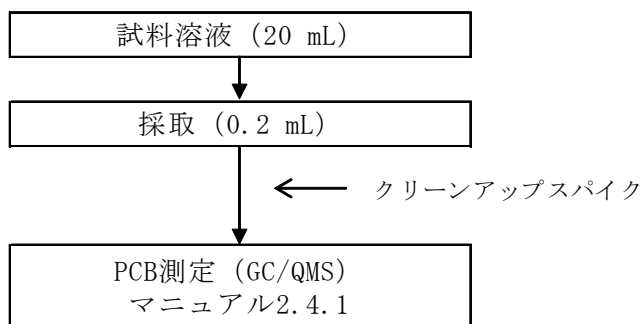 試料溶液 (20 mL)
採取 (0.2 mL)
クリーンアップスパイク
PCB測定 (GC/QMS)
マニュアル2.4.1